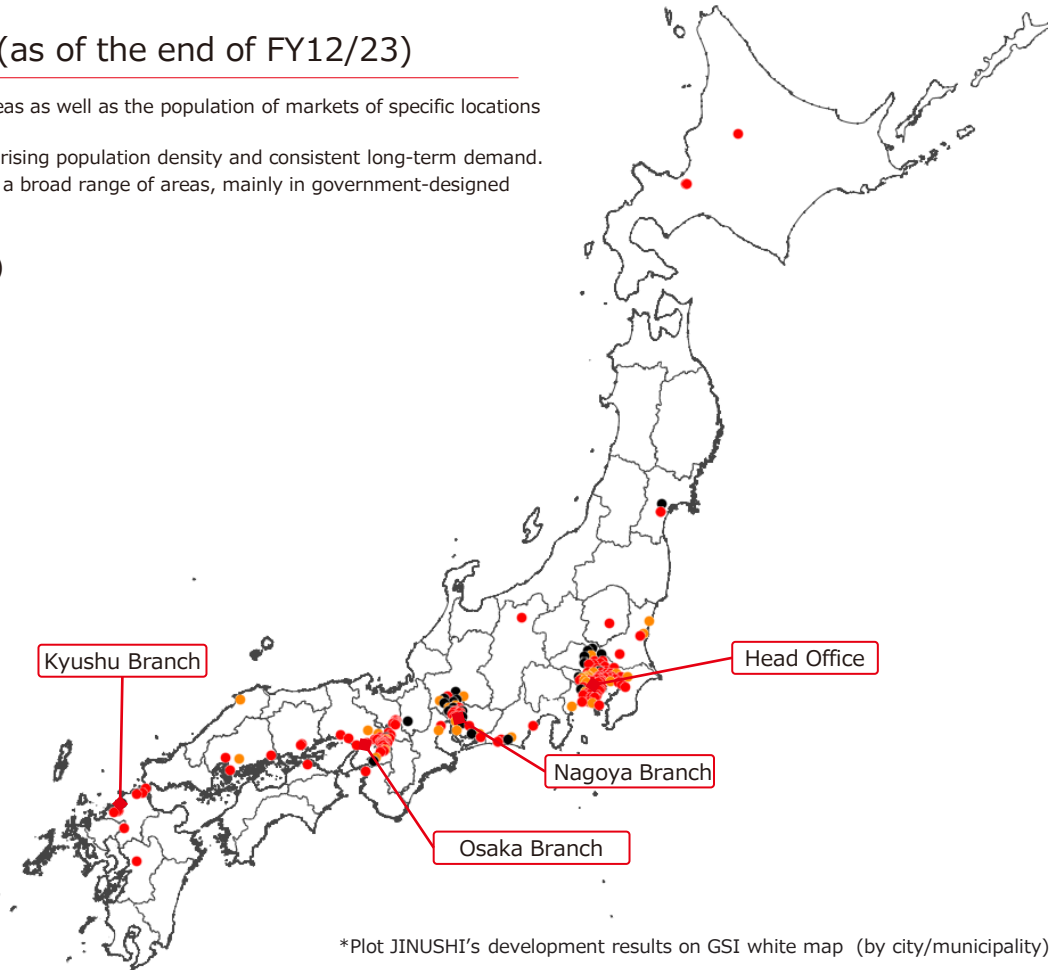 (as of the end of FY12/23)
eas as well as the population of markets of specific locations
rising population density and consistent long-term demand.
a broad range of areas, mainly in government-designed
)
Kyushu Branch
Head Office
Nagoya Branch
Osaka Branch
*Plot JINUSHI's development results on GSI white map (by city/municipality)